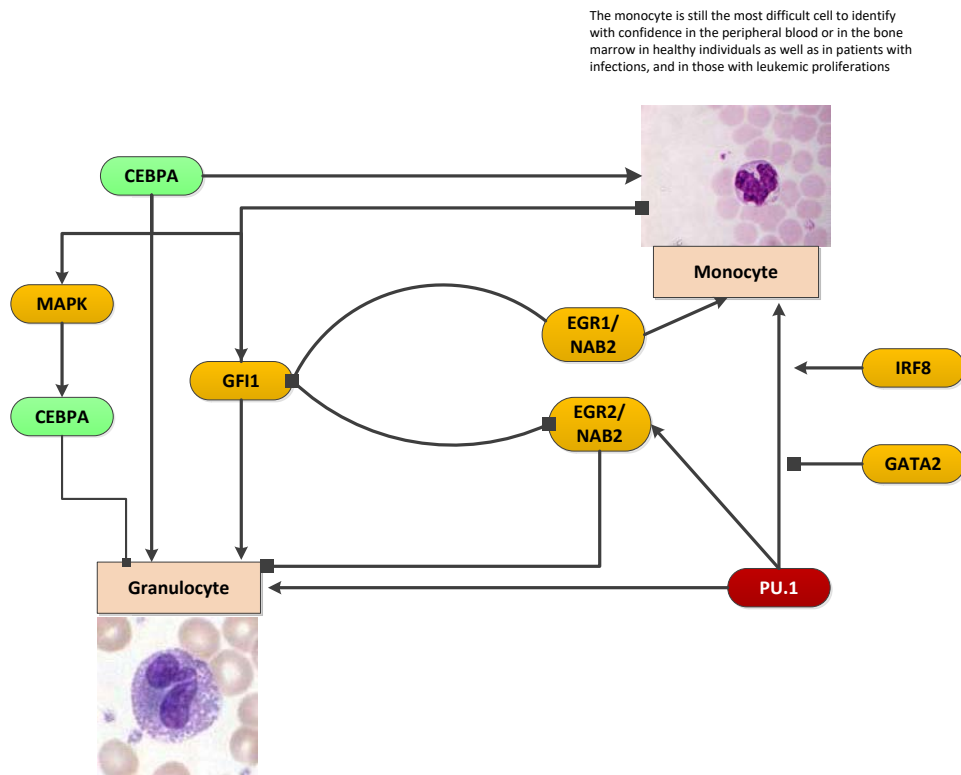 The monocyte is still the most difficult cell to identify
with confidence in the peripheral blood or in the bone
marrow in healthy individuals as well as in patients with
infections, and in those with leukemic proliferations
CEBPA
Monocyte
MAPK
EGR1/
NAB2
GFI1
IRF8
CEBPA
EGR2/
NAB2
GATA2
Granulocyte
PU.1